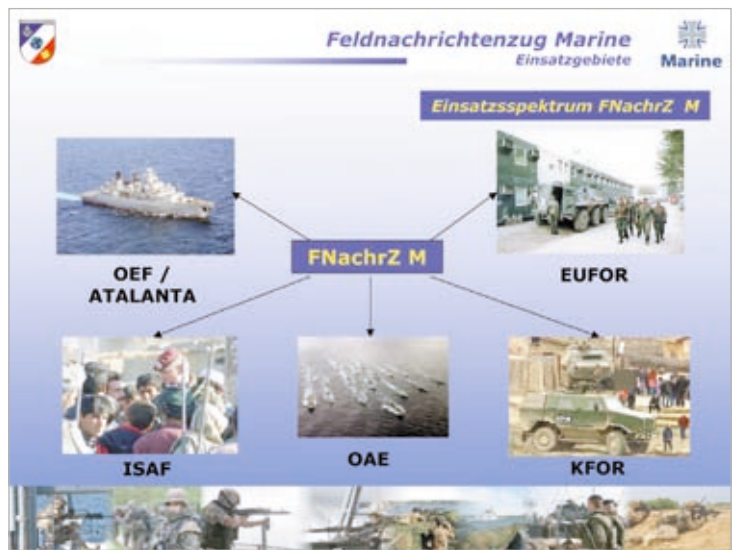 Feldnachrichtenzug Marine
Einsatzgebiete
Marine
Einsatzsspektrum FNachrZ M
FNachrZ M
OEF /
ATALANTA
EUFOR
ISAF
OAE
KFOR